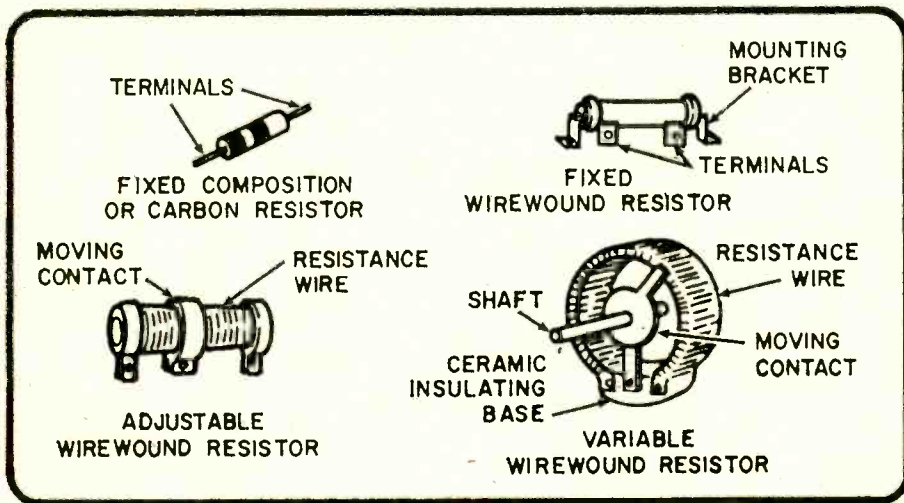 TERMINALS
FIXED COMPOSITION
OR CARBON RESISTOR
MOUNTING
BRACKET
TERMINALS
FIXED
WIREWOUND RESISTOR
MOVING
CONTACT
RESISTANCE
WIRE
ADJUSTABLE
WIREWOUND RESISTOR
RESISTANCE
WIRE
SHAFT
MOVING
CONTACT
CERAMIC
INSULATING
BASE
VARIABLE
WIREWOUND RESISTOR